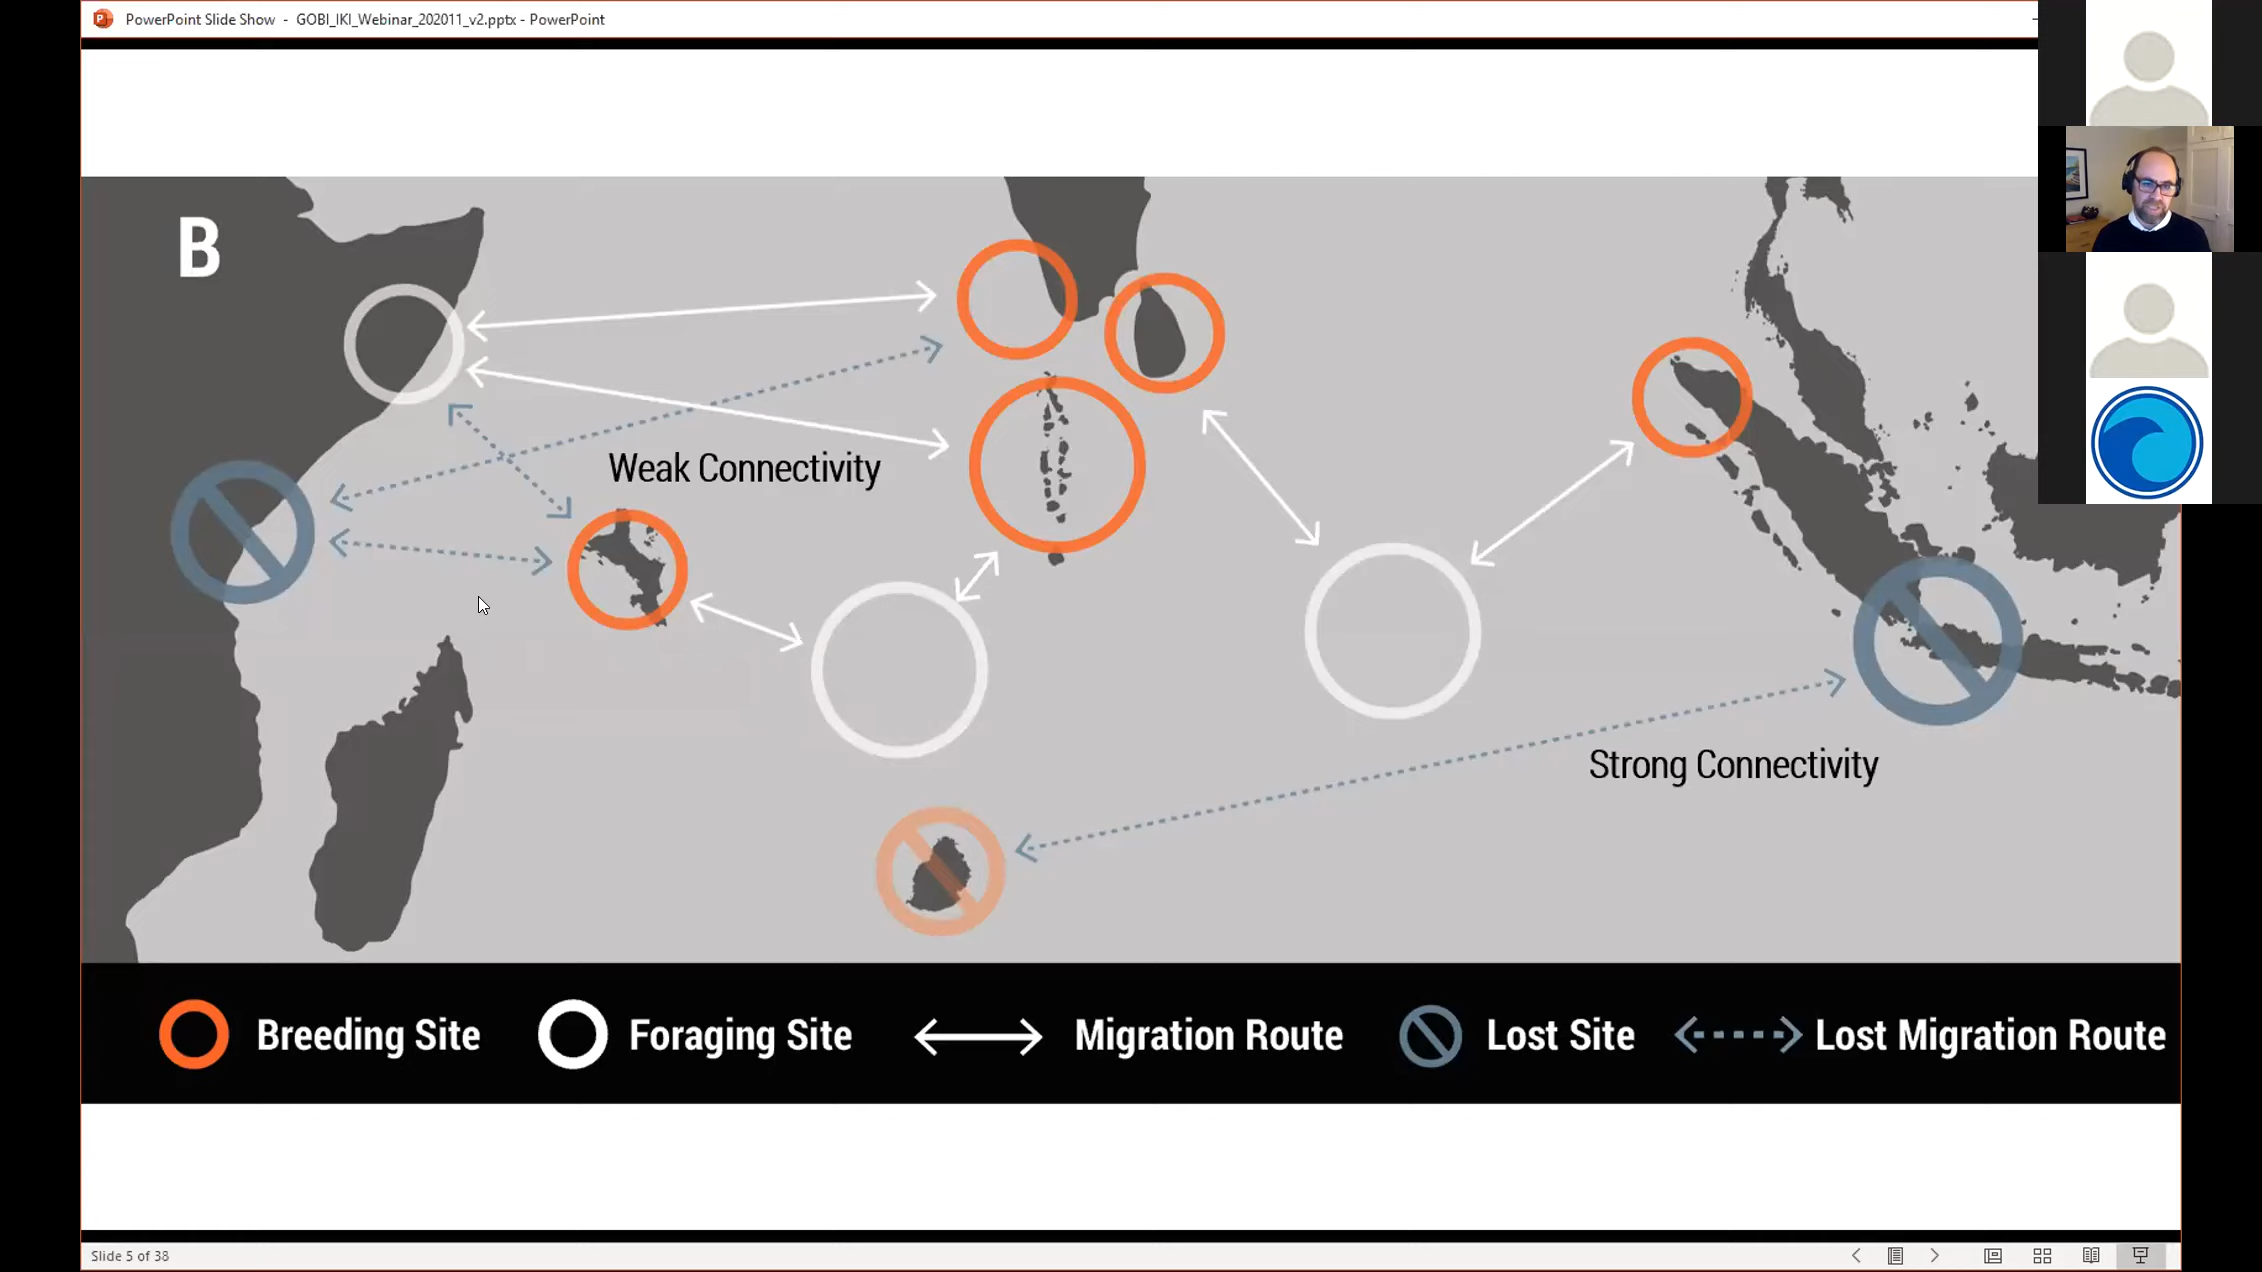 PowerPoint Slide Show - GOBI_IKI_Webinar_202011_v2.pptx - PowerPoint
B
Weak Connectivity
Strong Connectivity
Breeding Site
Foraging Site
Migration Route
Lost Site
Lost Migration Route
Slide 5 of 38